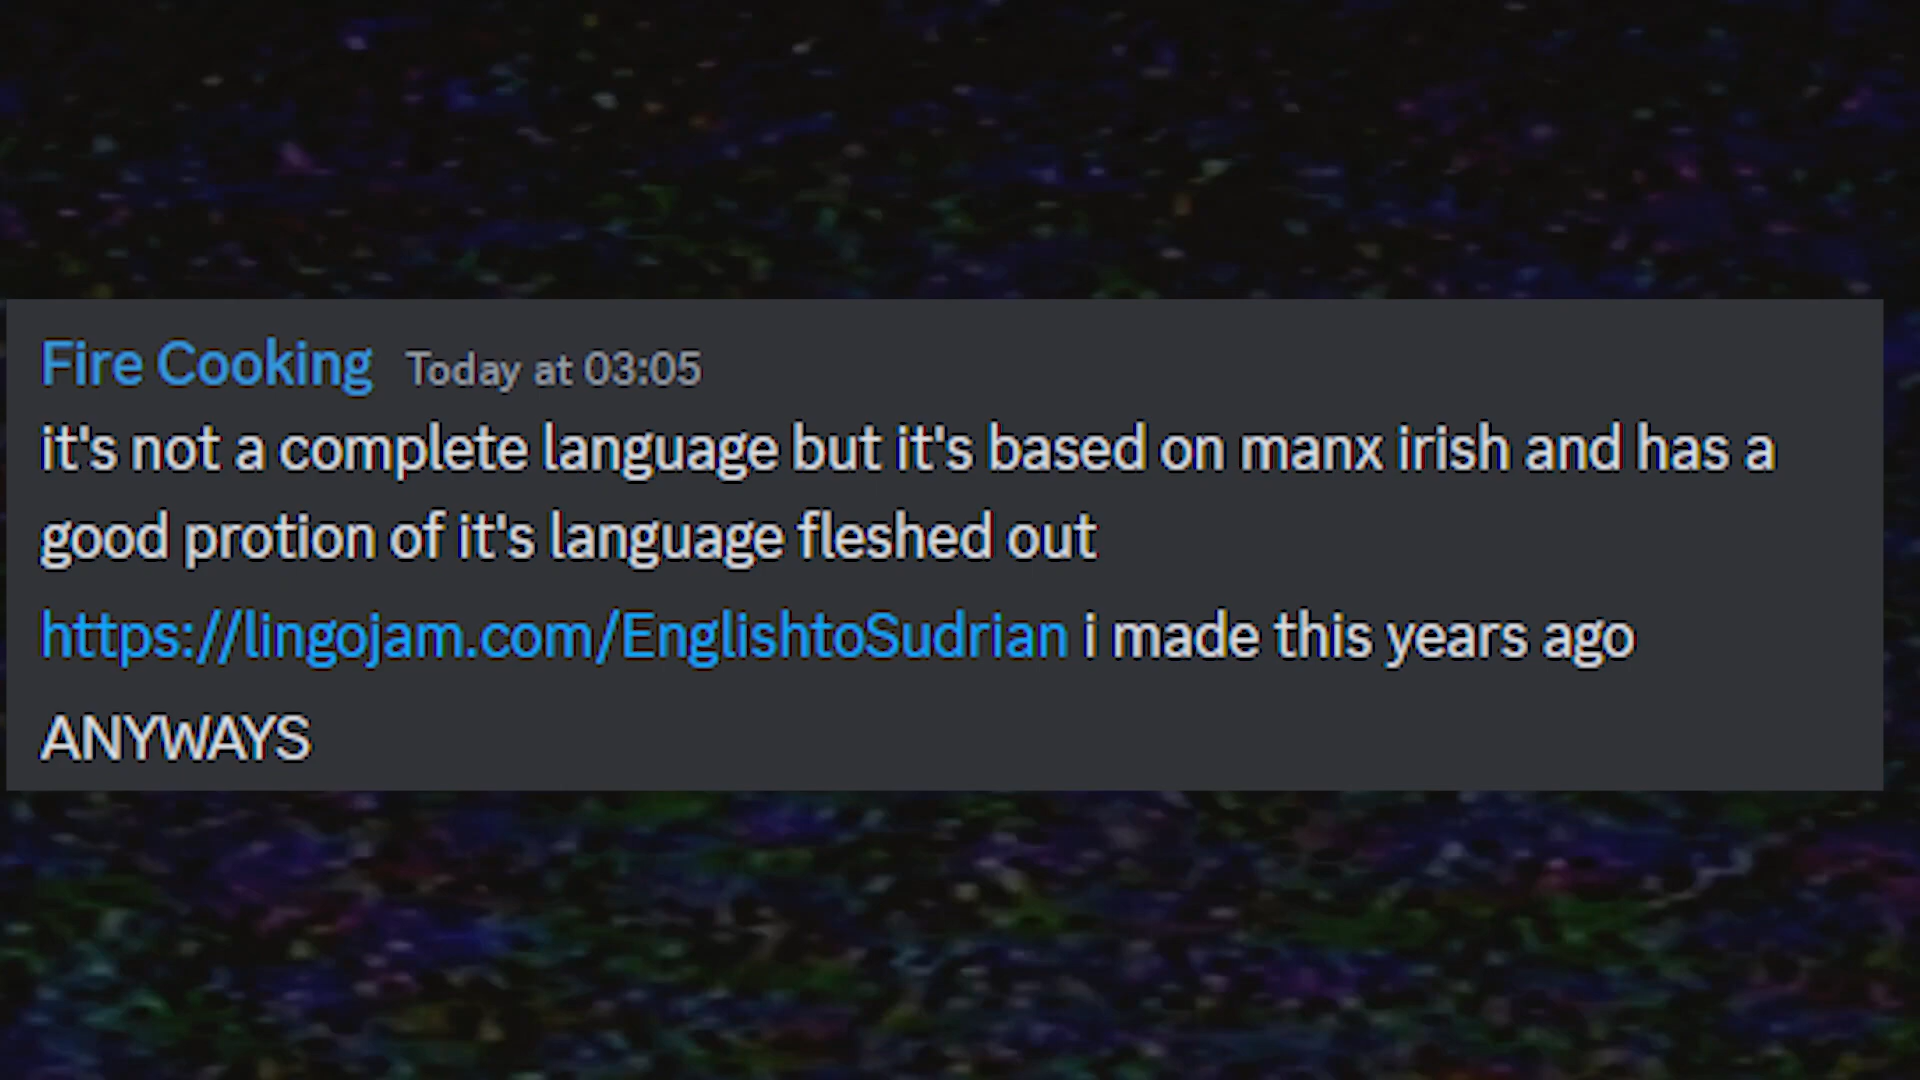 Fire Cooking Today at 03:05
it's not a complete language but it's based on manx irish and has a
good protion of it's language fleshed out
https://lingojam.com/EnglishtoSudrian i made this years ago
ANYWAYS